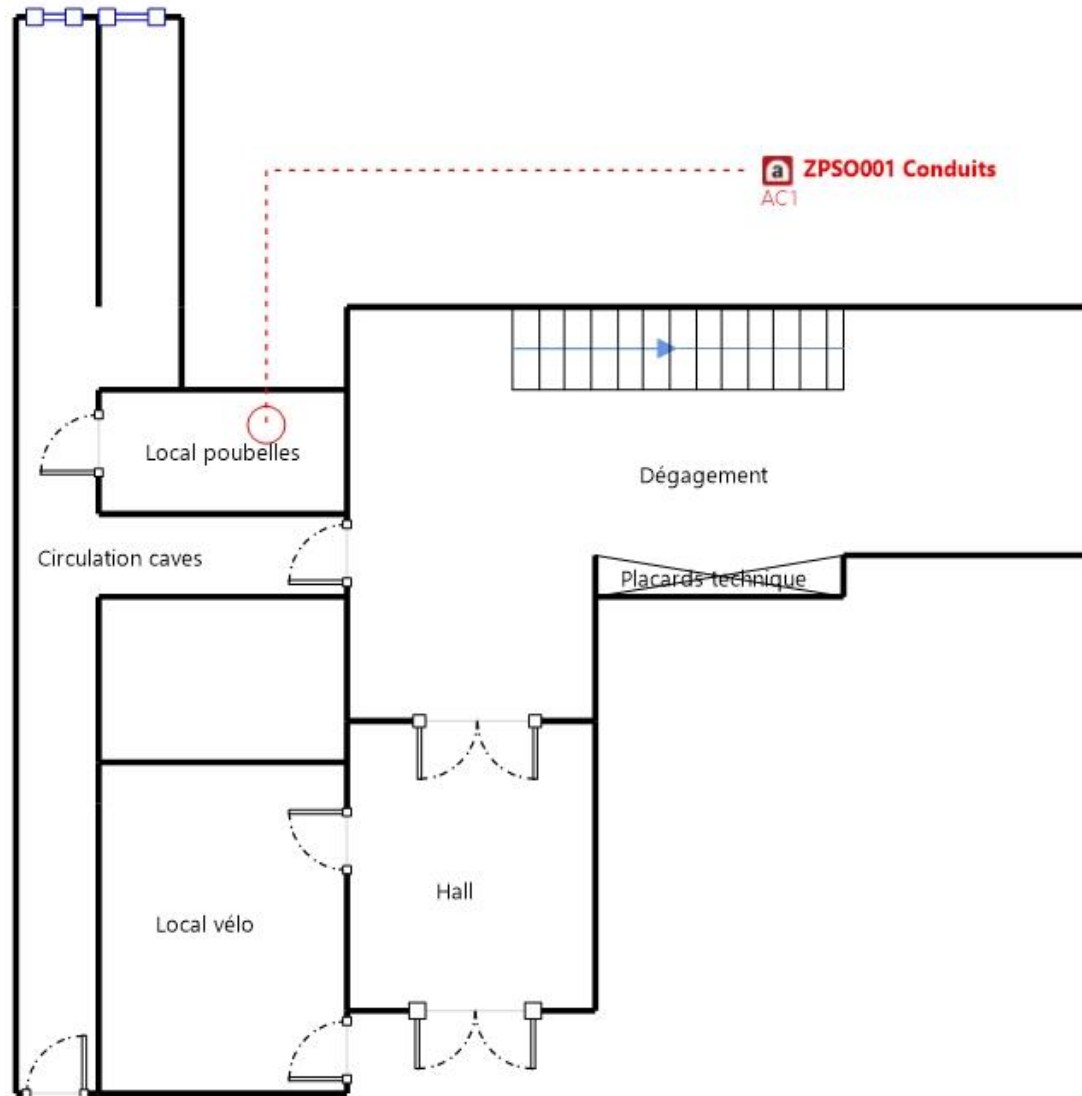 a ZPSO001 Conduits
AC1
Local poubelles
Dégagement
Circulation caves
Placards technique
Hall
Local vélo